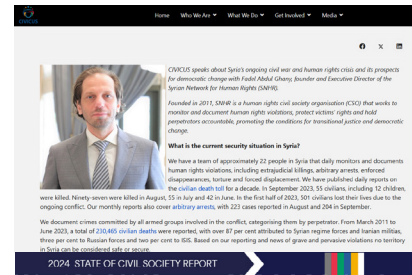 CIVICUS
Home Who We Are What We Do Get Involved Media
CIVICUS speaks about Syria's ongoing civil war and human rights crisis and its prospects
for democratic change with Fadel Abdul Ghany, founder and Executive Director of the
Syrian Network for Human Rights (SNHR).
Founded in 2011, SNHR is a human rights civil society organisation (CSO) that works to
monitor and document human rights violations, protect victims' rights and hold
perpetrators accountable, promoting the conditions for transitional justice and democratic
change.
What is the current security situation in Syria?
We have a team of approximately 22 people in Syria that daily monitors and documents
human rights violations, including extrajudicial killings, arbitrary arrests, enforced
disappearances, torture and forced displacement. We have published daily reports on
the civilian death toll for a decade. In September 2023, 55 civilians, including 12 children,
were killed. Ninety-seven were killed in August, 55 in July and 42 in June. In the first half of 2023, 501 civilians lost their lives due to the
ongoing conflict. Our monthly reports also cover arbitrary arrests, with 223 cases reported in August and 204 in September.
We document crimes committed by all armed groups involved in the conflict, categorising them by perpetrator. From March 2011 to
June 2023, a total of 230,465 civilian deaths were reported, with over 87 per cent attributed to Syrian regime forces and Iranian militias,
three per cent to Russian forces and two per cent to ISIS. Based on our reporting and news of grave and pervasive violations no territory
in Syria can be considered safe or secure.
2024 STATE OF CIVIL SOCIETY REPORT